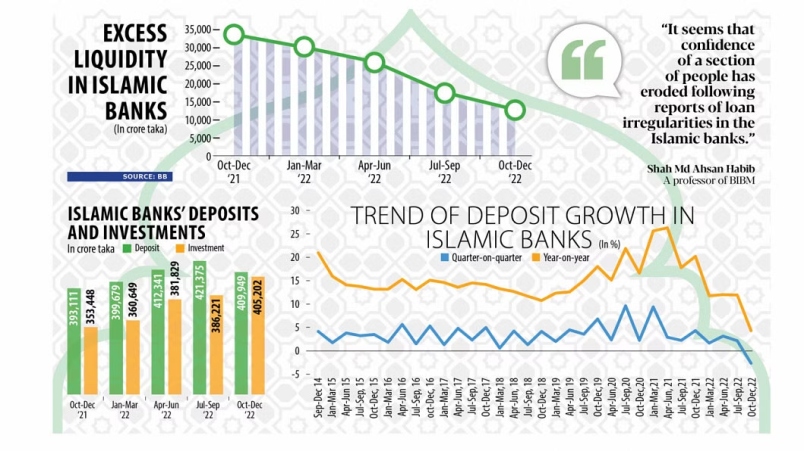 EXCESS
LIQUIDITY
IN ISLAMIC
BANKS
(In crore taka)
SOURCE: BB
35,000
30,000
25,000
20,000
15,000
10,000
5,000
0
Oct-Dec '21
Jan-Mar '22
Apr-Jun '22
Jul-Sep '22
Oct-Dec '22
“It seems that
confidence
of a section
of people has
eroded following
reports of loan
irregularities in the
Islamic banks.”
Shah Md Ahsan Habib
A professor of BIBM
ISLAMIC BANKS' DEPOSITS
AND INVESTMENTS
In crore taka Deposit Investment
393,111
353,448
399,679
360,649
412,341
381,829
421,375
386,221
409,949
405,202
Oct-Dec '21
Jan-Mar '22
Apr-Jun '22
Jul-Sep '22
Oct-Dec '22
TREND OF DEPOSIT GROWTH IN
ISLAMIC BANKS (In %)
Quarter-on-quarter Year-on-year
30
25
20
15
10
5
0
-5
Sep-Dec 14
Jan-Mar 15
Apr-Jun 15
Jul-Sep, 15
Oct-Dec, 15
Jan-Mar 16
Apr-Jun 16
Jul-Sep, 16
oct-Dec, 16
Jan-Mar,17
Apr-Jun, 17
Jul-Sep, 17
Oct-Dec,17
Jan-Mar, 18
Apr-Jun, 18
Jul-Sep, 18
Oct-Dec, 18
Jan-Mar,19
Apr-Jun 19
Jul-Sep, 19
Oct-Dec, 19
Jan-Mar,20
Apr-Jun, 20
Jul-Sep, 20
Oct-Dec,20
Jan-Mar,21
Apr-Jun, 21
Jul-Sep, 21
Oct-Dec, 21
Jan-Mar,22
Apr-Jun, 22
Jul-Sep,22
Oct-Dec,22